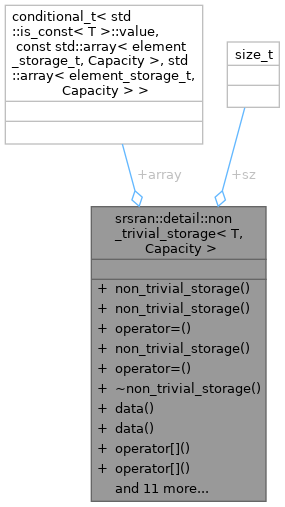 conditional_t< std
::is_const< T >::value,
const std::array< element
_storage_t, Capacity >, std
::array< element_storage_t,
Capacity > >
size_t
+array
+sz
srsran::detail::non
_trivial_storage< T,
Capacity >
+ non_trivial_storage()
+ non_trivial_storage()
+ operator=()
+ non_trivial_storage()
+ operator=()
+ ~non_trivial_storage()
+ data()
+ data()
+ operator[]()
+ operator[]()
and 11 more...